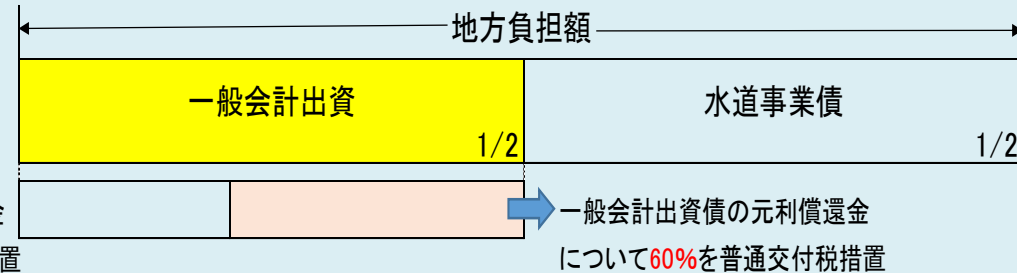 地方負担額
一般会計出資
1/2
水道事業債
1/2
金
置
一般会計出資債の元利償還金
について60%を普通交付税措置